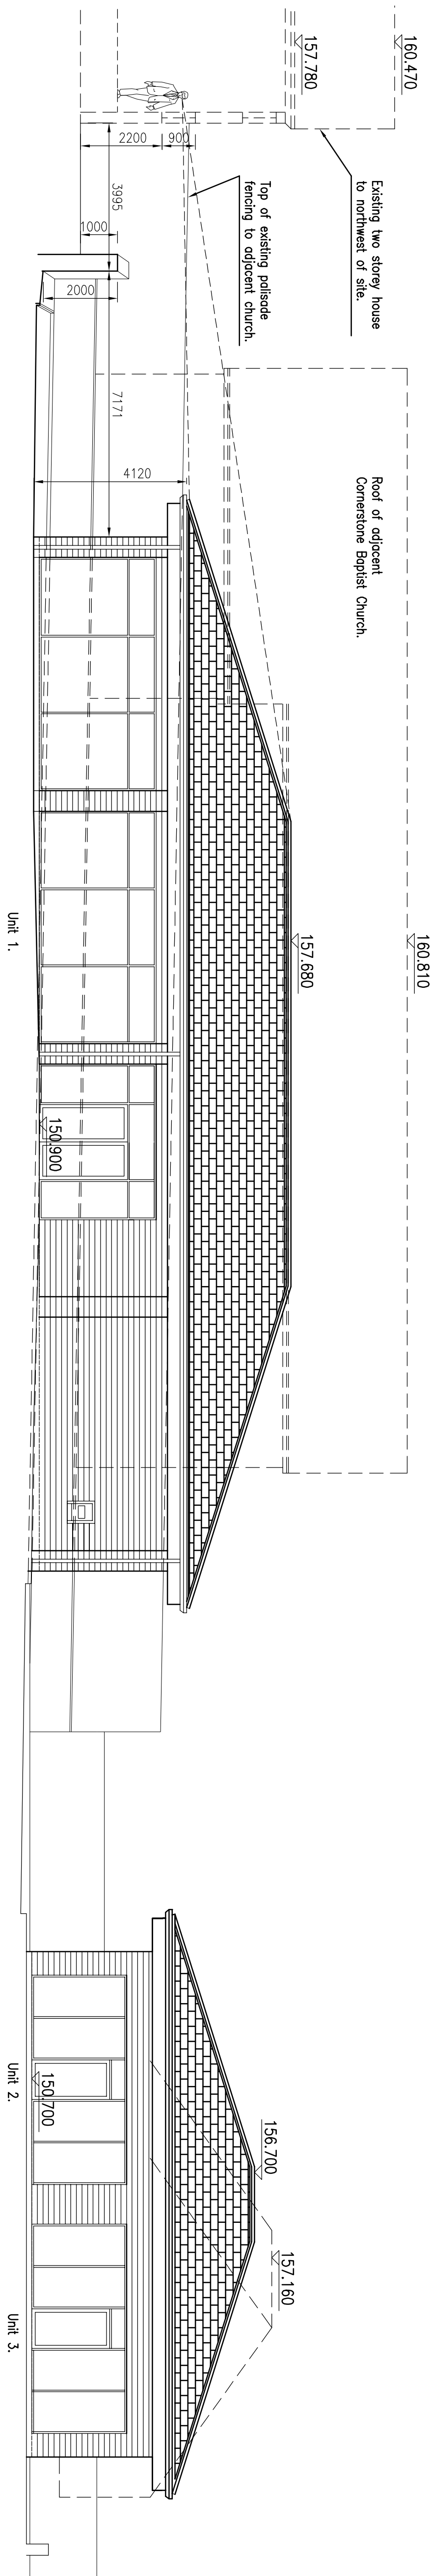 160.470
157.780
Existing two storey house
to northwest of site.
Top of existing palisade
fencing to adjacent church.
2200
900
3995
1000
2000
7171
4120
Roof of adjacent
Cornerstone Baptist Church.
160.810
157.680
150.900
Unit 1.
156.700
157.160
150.700
Unit 2.
Unit 3.